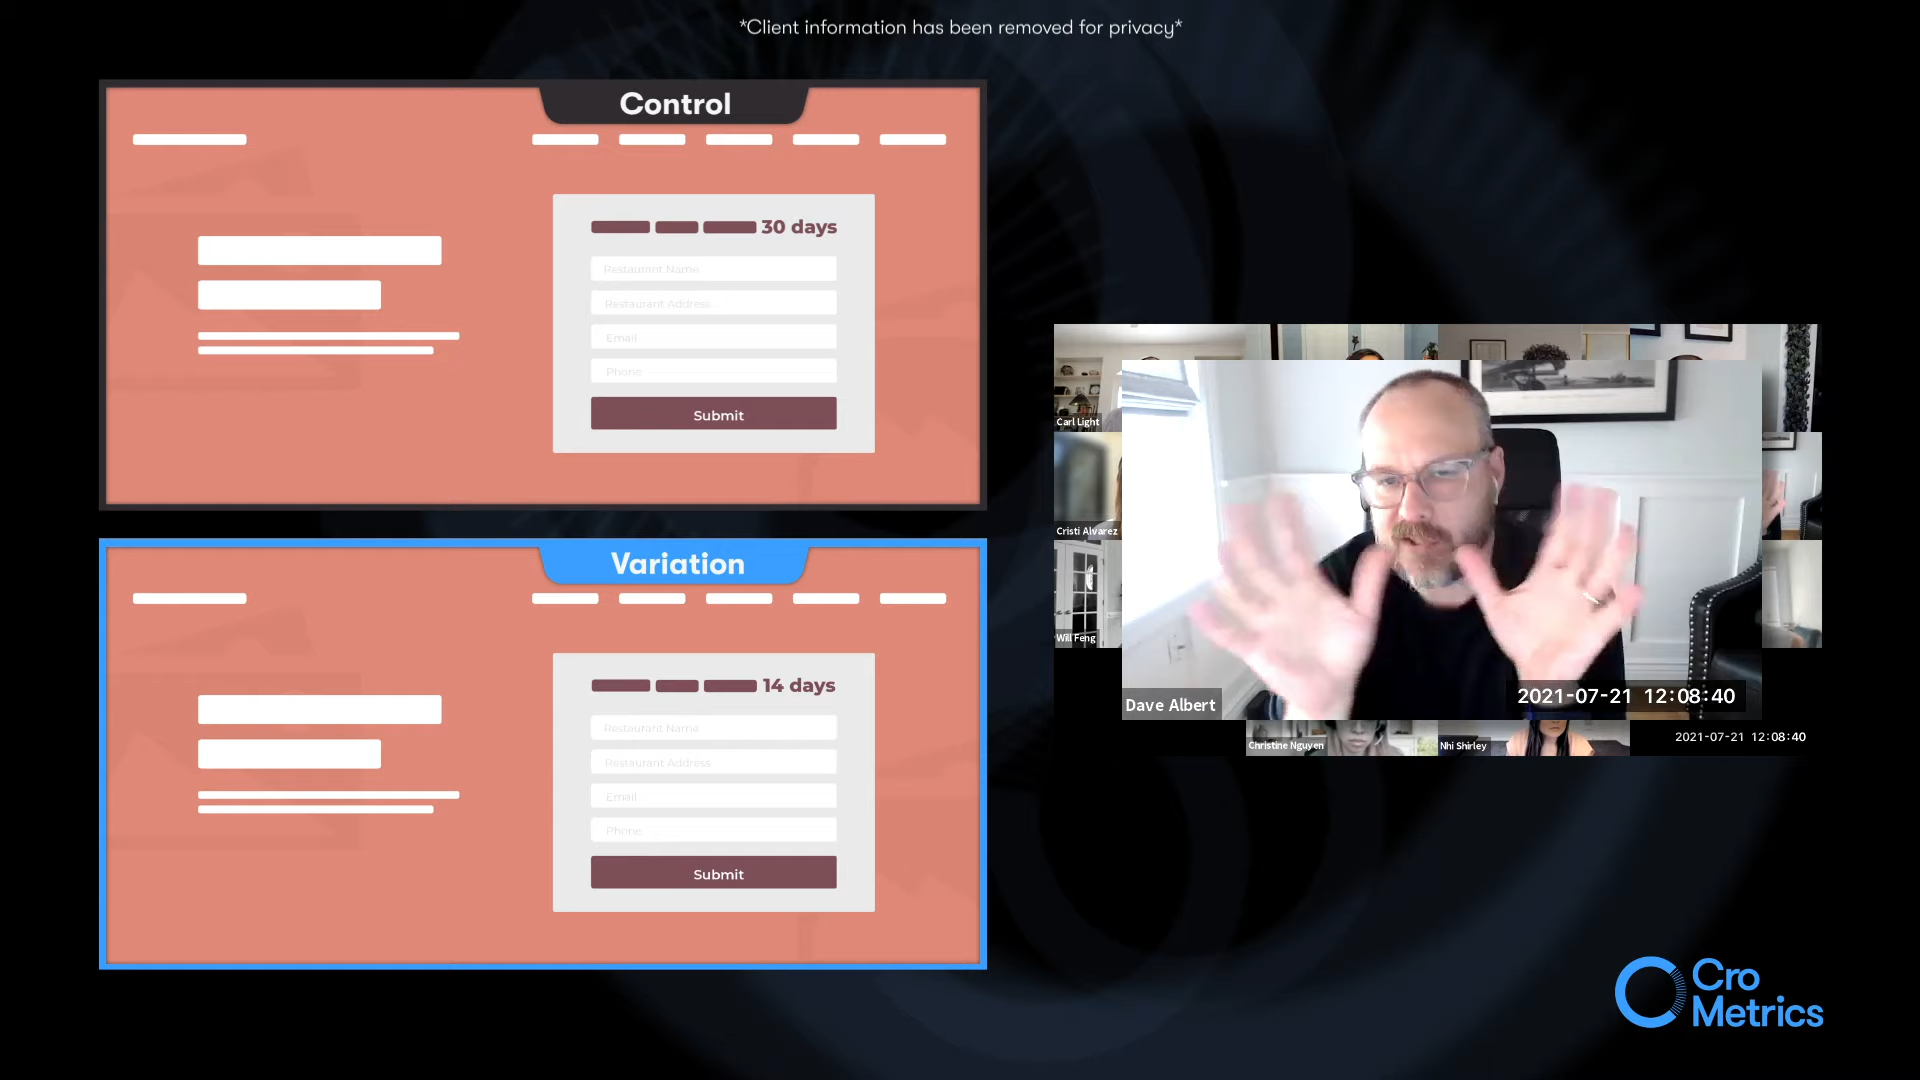 *Client information has been removed for privacy*
Control
30 days
Restaurant Name
Restaurant Address
Email
Phone
Submit
Variation
14 days
Restaurant Name
Restaurant Address
Email
Phone
Submit
Carl Light
Cristi Alvarez
Will Feng
Dave Albert
2021-07-21 12:08:40
Christine Nguyen
Nhi Shirley
2021-07-21 12:08:40
Cro
Metrics